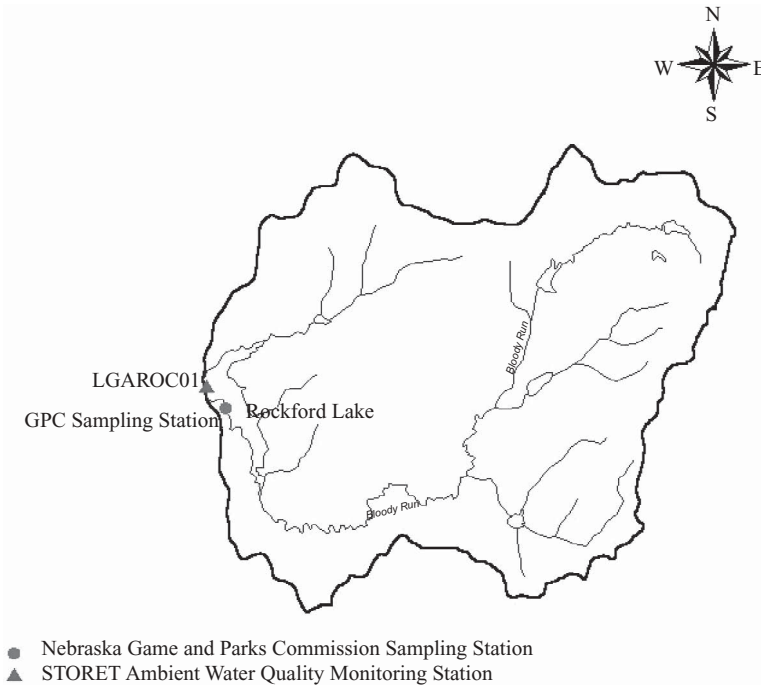 N
W
E
S
Bloody Run
LGAROC01
GPC Sampling Station
Rockford Lake
Bloody Run
Nebraska Game and Parks Commission Sampling Station
STORET Ambient Water Quality Monitoring Station